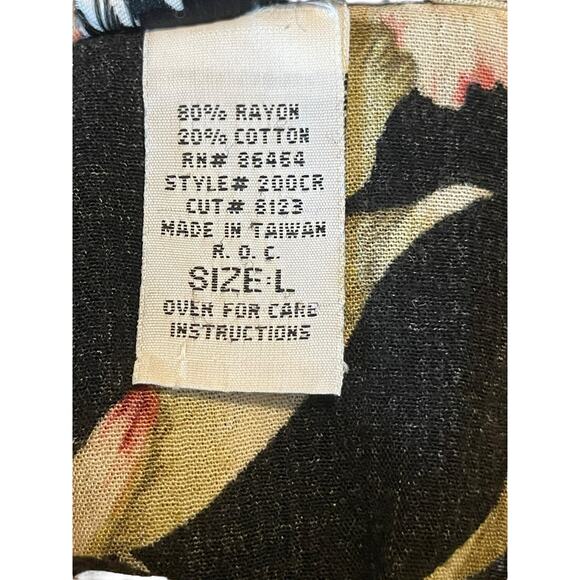 80% RAYON
20% COTTON
RN# 86464
STYLE# 200CR
CUT# 8123
MADE IN TAIWAN
R. O. C.
SIZE:L
OVER FOR CARE
INSTRUCTIONS